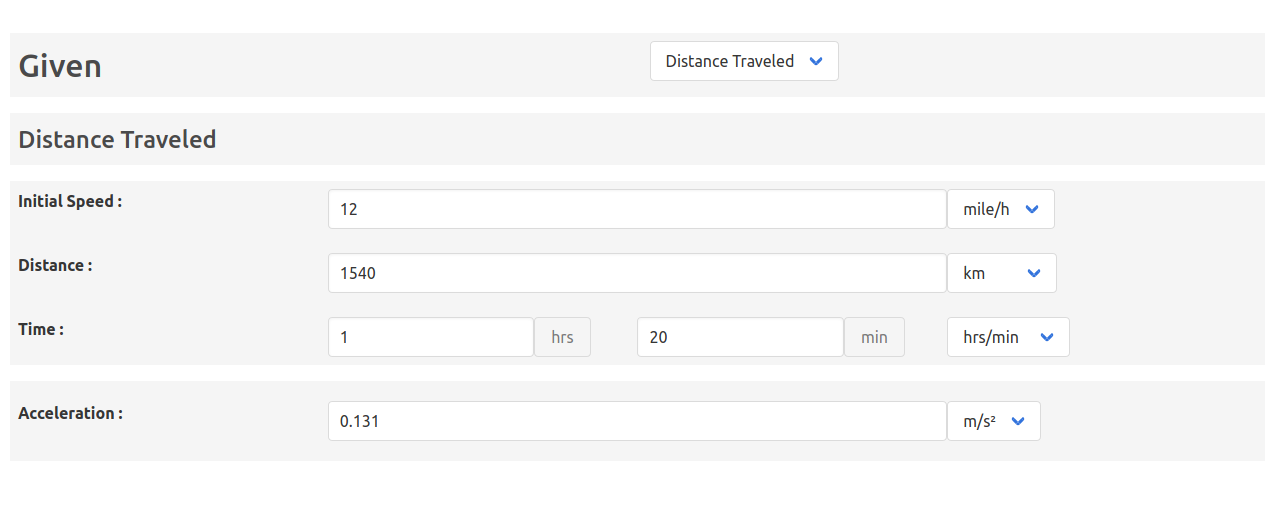 Given Distance Traveled
Distance Traveled
Initial Speed : 12 mile/h
Distance : 1540 km
Time : 1 hrs 20 min hrs/min
Acceleration : 0.131 m/s²